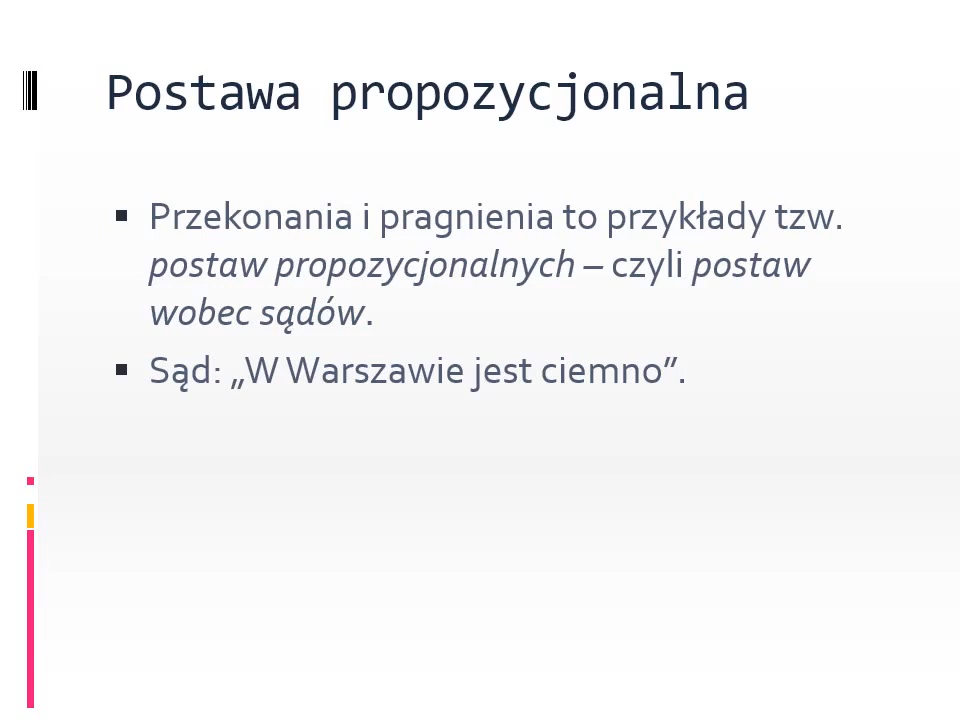 Postawa propozycjonalna
▪ Przekonania i pragnienia to przykłady tzw.
postaw propozycjonalnych – czyli postaw
wobec sądów.
▪ Sąd: „W Warszawie jest ciemno”.